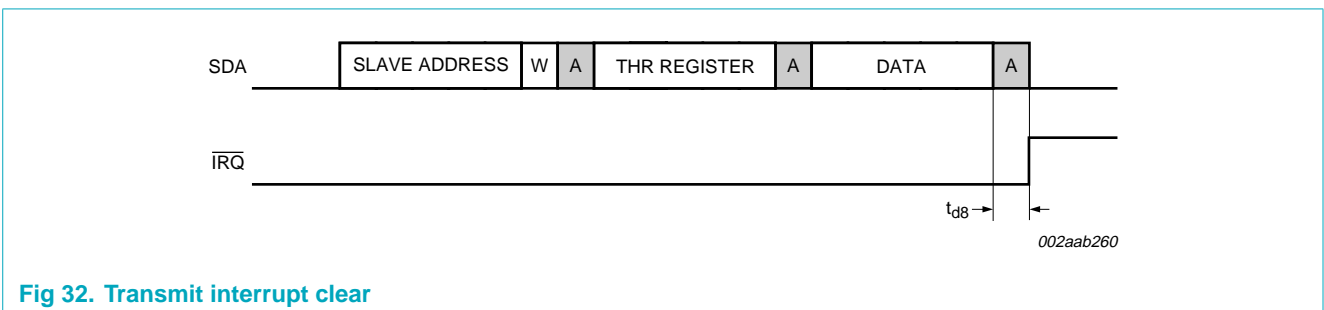 SDA SLAVE ADDRESS W A THR REGISTER A DATA A
IRQ
td8
002aab260
Fig 32. Transmit interrupt clear